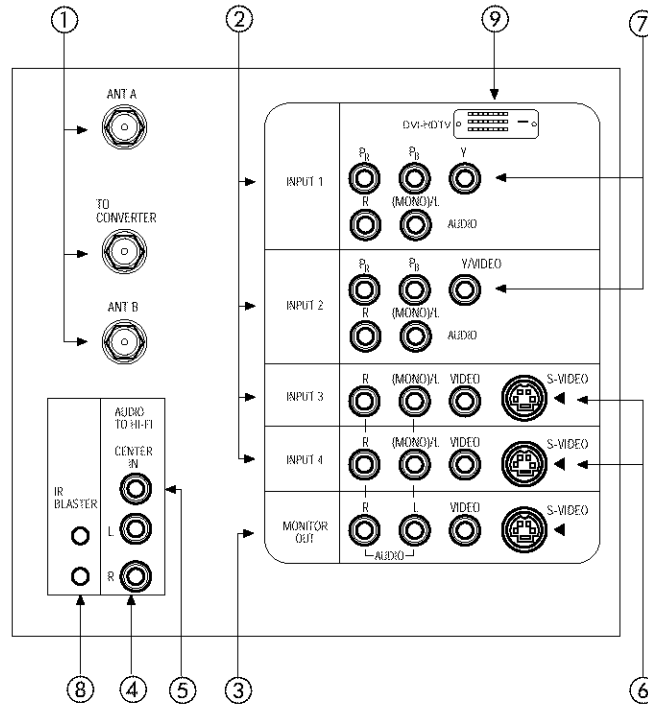 1
2
9
7
ANT A
TO
CONVERTER
ANT B
DVI-HDTV
INPUT 1
PR PB Y
R (MONO)/L AUDIO
INPUT 2
PR PB Y/VIDEO
R (MONO)/L AUDIO
INPUT 3
R (MONO)/L VIDEO S-VIDEO
INPUT 4
R (MONO)/L VIDEO S-VIDEO
MONITOR
OUT
R L VIDEO S-VIDEO
AUDIO
AUDIO
TO HI-FI
CENTER
IN
IR
BLASTER
L
R
8
4
5
3
6